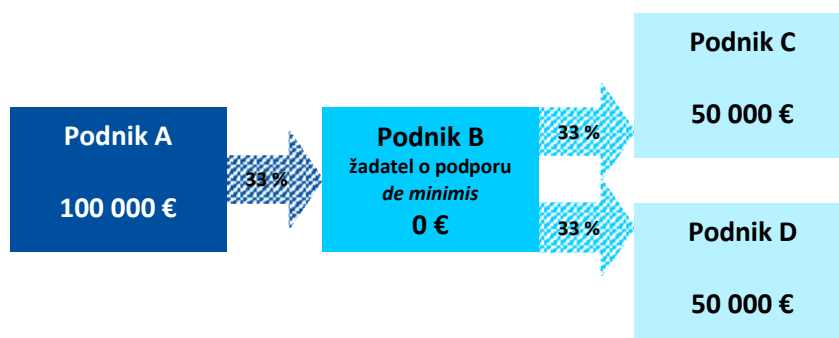 Podnik A
100 000 €
33 %
Podnik B
žadatel o podporu
de minimis
0 €
33 %
33 %
Podnik C
50 000 €
Podnik D
50 000 €